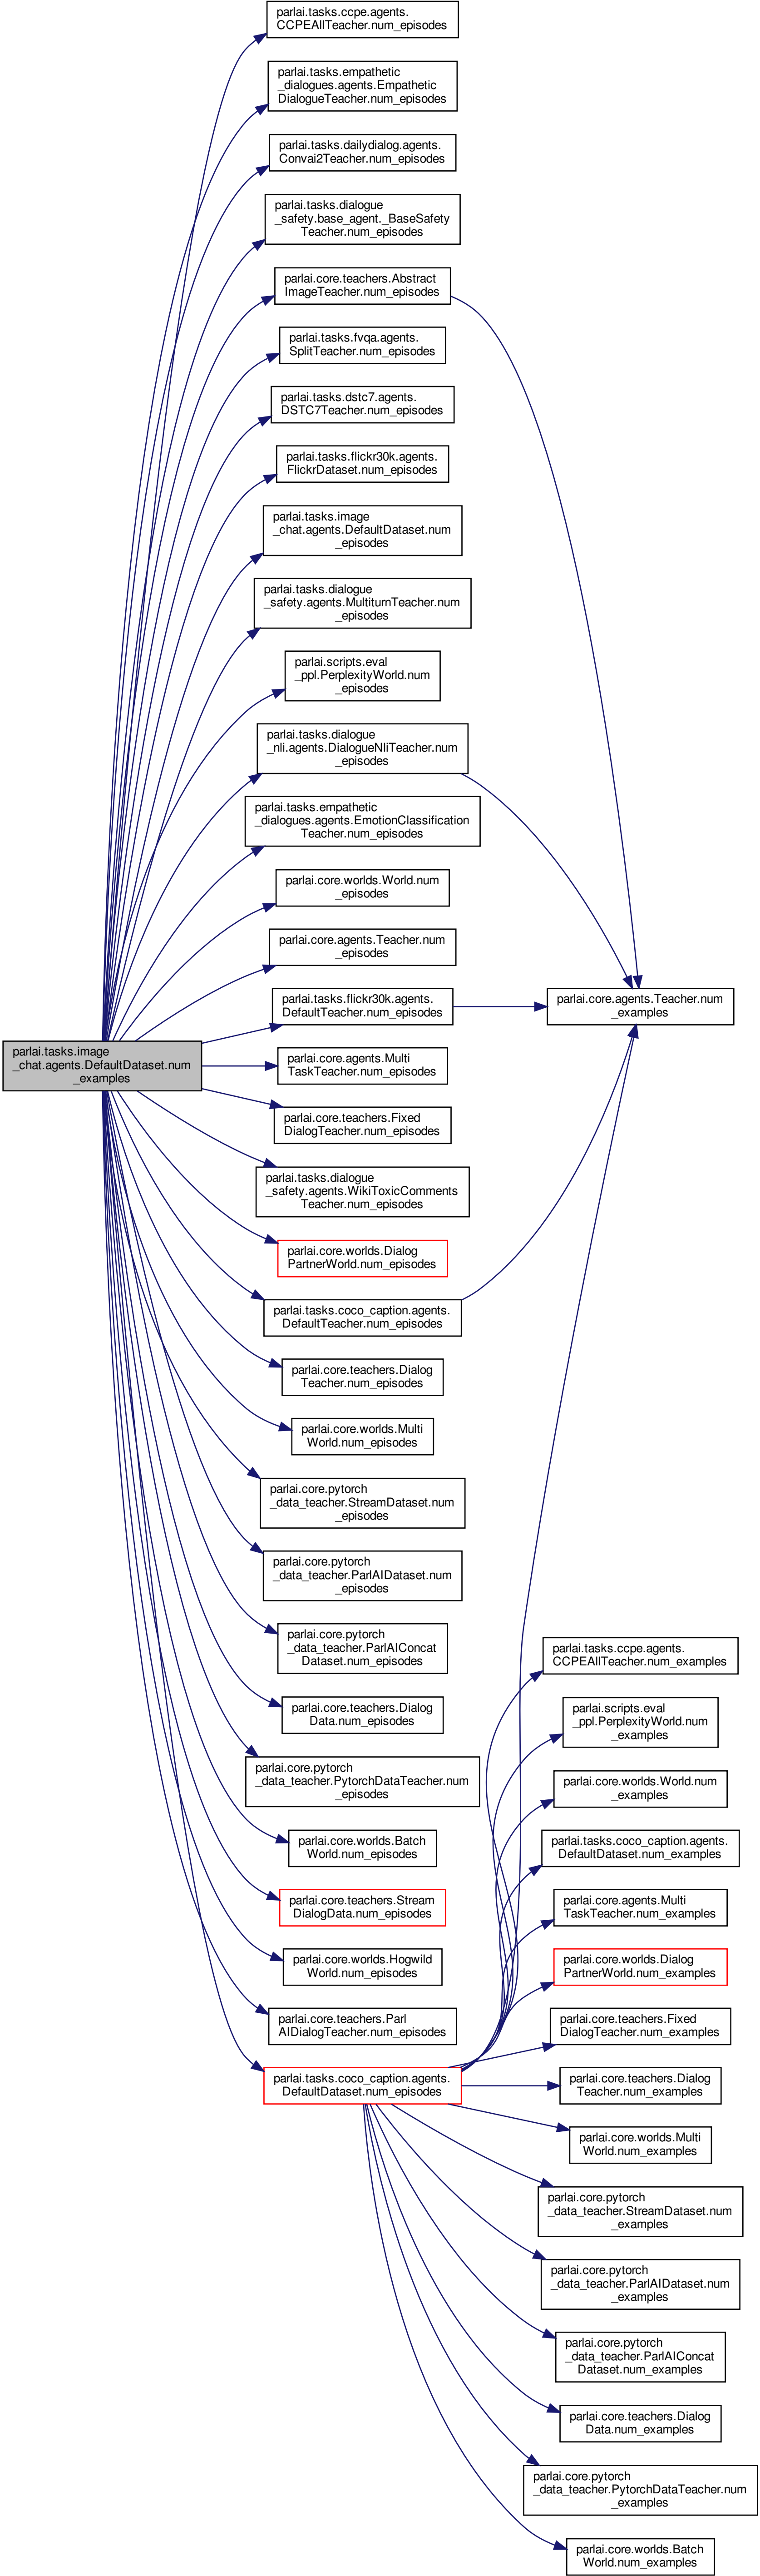 parlai.tasks.ccpe.agents.
CCPEAllTeacher.num_episodes
parlai.tasks.empathetic
_dialogues.agents.Empathetic
DialogueTeacher.num_episodes
parlai.tasks.dailydialog.agents.
Convai2Teacher.num_episodes
parlai.tasks.dialogue
_safety.base_agent._BaseSafety
Teacher.num_episodes
parlai.core.teachers.Abstract
ImageTeacher.num_episodes
parlai.tasks.fvqa.agents.
SplitTeacher.num_episodes
parlai.tasks.dstc7.agents.
DSTC7Teacher.num_episodes
parlai.tasks.flickr30k.agents.
FlickrDataset.num_episodes
parlai.tasks.image
_chat.agents.DefaultDataset.num
_episodes
parlai.tasks.dialogue
_safety.agents.MultiturnTeacher.num
_episodes
parlai.scripts.eval
_ppl.PerplexityWorld.num
_episodes
parlai.tasks.dialogue
_nli.agents.DialogueNliTeacher.num
_episodes
parlai.tasks.empathetic
_dialogues.agents.EmotionClassification
Teacher.num_episodes
parlai.core.worlds.World.num
_episodes
parlai.core.agents.Teacher.num
_episodes
parlai.tasks.flickr30k.agents.
DefaultTeacher.num_episodes
parlai.core.agents.Teacher.num
_examples
parlai.tasks.image
_chat.agents.DefaultDataset.num
_examples
parlai.core.agents.Multi
TaskTeacher.num_episodes
parlai.core.teachers.Fixed
DialogTeacher.num_episodes
parlai.tasks.dialogue
_safety.agents.WikiToxicComments
Teacher.num_episodes
parlai.core.worlds.Dialog
PartnerWorld.num_episodes
parlai.tasks.coco_caption.agents.
DefaultTeacher.num_episodes
parlai.core.teachers.Dialog
Teacher.num_episodes
parlai.core.worlds.Multi
World.num_episodes
parlai.core.pytorch
_data_teacher.StreamDataset.num
_episodes
parlai.core.pytorch
_data_teacher.ParlAIDataset.num
_episodes
parlai.core.pytorch
_data_teacher.ParlAIConcat
Dataset.num_episodes
parlai.core.teachers.Dialog
Data.num_episodes
parlai.core.pytorch
_data_teacher.PytorchDataTeacher.num
_episodes
parlai.core.worlds.Batch
World.num_episodes
parlai.core.teachers.Stream
DialogData.num_episodes
parlai.core.worlds.Hogwild
World.num_episodes
parlai.core.teachers.Parl
AIDialogTeacher.num_episodes
parlai.tasks.coco_caption.agents.
DefaultDataset.num_episodes
parlai.tasks.ccpe.agents.
CCPEAllTeacher.num_examples
parlai.scripts.eval
_ppl.PerplexityWorld.num
_examples
parlai.core.worlds.World.num
_examples
parlai.tasks.coco_caption.agents.
DefaultDataset.num_examples
parlai.core.agents.Multi
TaskTeacher.num_examples
parlai.core.worlds.Dialog
PartnerWorld.num_examples
parlai.core.teachers.Fixed
DialogTeacher.num_examples
parlai.core.teachers.Dialog
Teacher.num_examples
parlai.core.worlds.Multi
World.num_examples
parlai.core.pytorch
_data_teacher.StreamDataset.num
_examples
parlai.core.pytorch
_data_teacher.ParlAIDataset.num
_examples
parlai.core.pytorch
_data_teacher.ParlAIConcat
Dataset.num_examples
parlai.core.teachers.Dialog
Data.num_examples
parlai.core.pytorch
_data_teacher.PytorchDataTeacher.num
_examples
parlai.core.worlds.Batch
World.num_examples